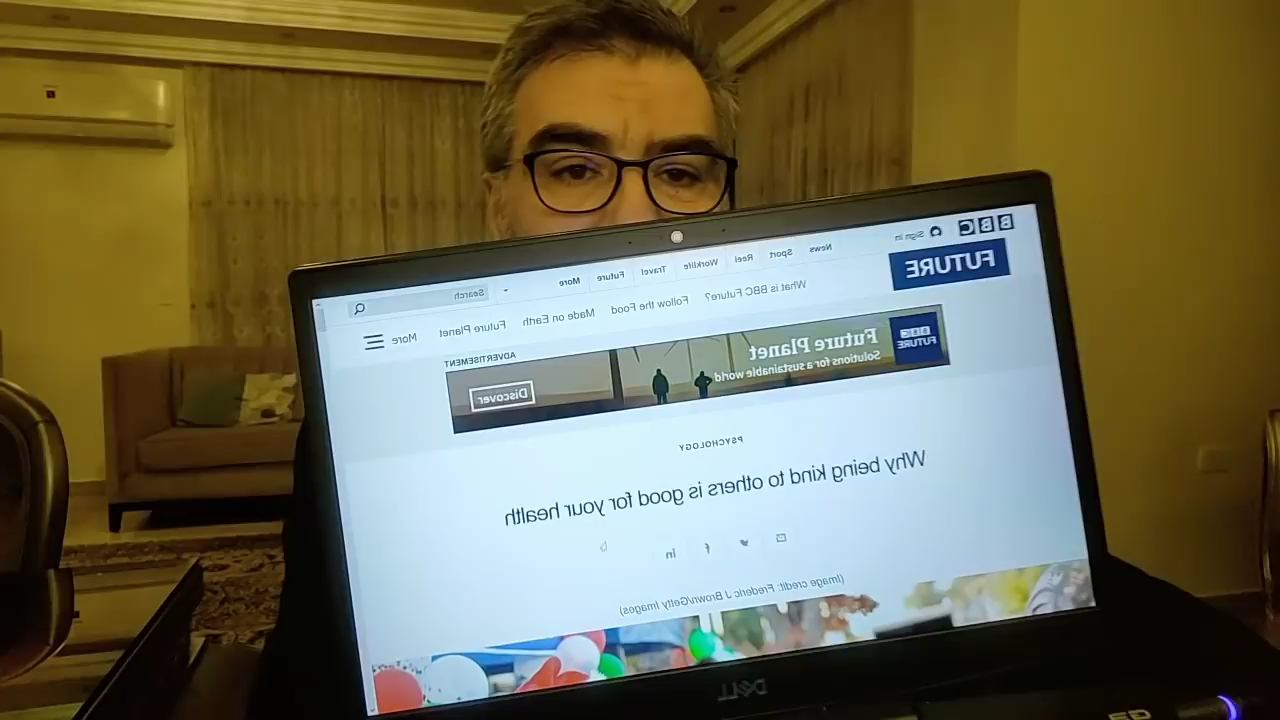 BBC Sign in News Sport Reel Worklife Travel Future More Search
FUTURE
What is BBC Future? Follow the Food Made on Earth Future Planet More
ADVERTISEMENT
BBC FUTURE Future Planet
Solutions for a sustainable world
Discover
PSYCHOLOGY
Why being kind to others is good for your health
f in
(Image credit: Frederic J Brown/Getty Images)
DELL
G3